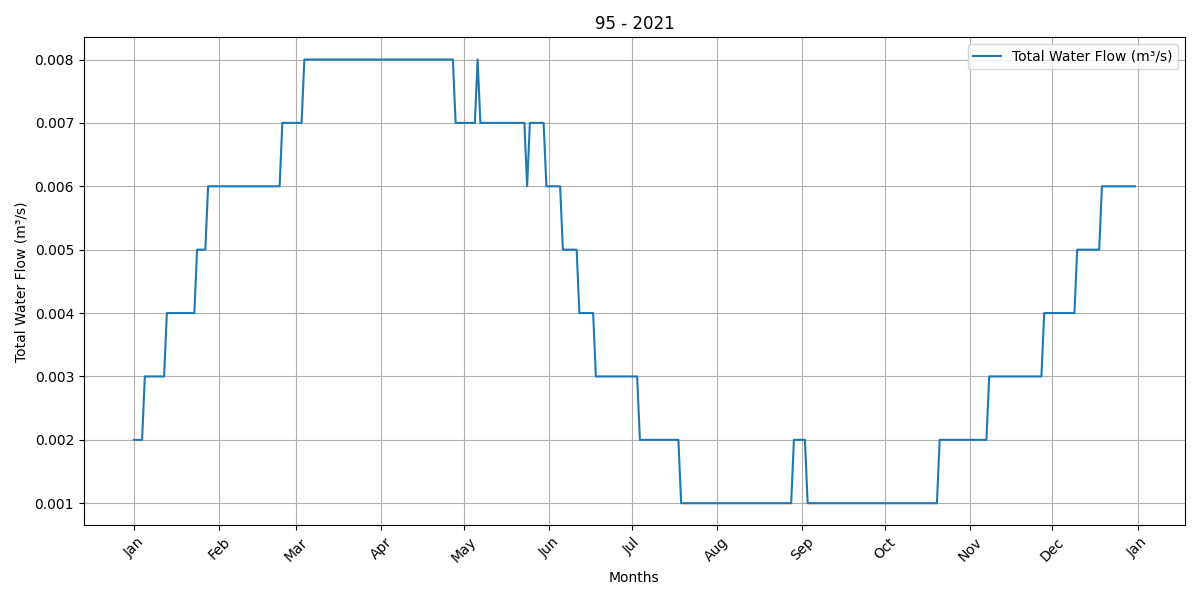 95 - 2021
Total Water Flow (m³/s)
Total Water Flow (m³/s)
0.008
0.007
0.006
0.005
0.004
0.003
0.002
0.001
Jan
Feb
Mar
Apr
May
Jun
Jul
Aug
Sep
Oct
Nov
Dec
Jan
Months